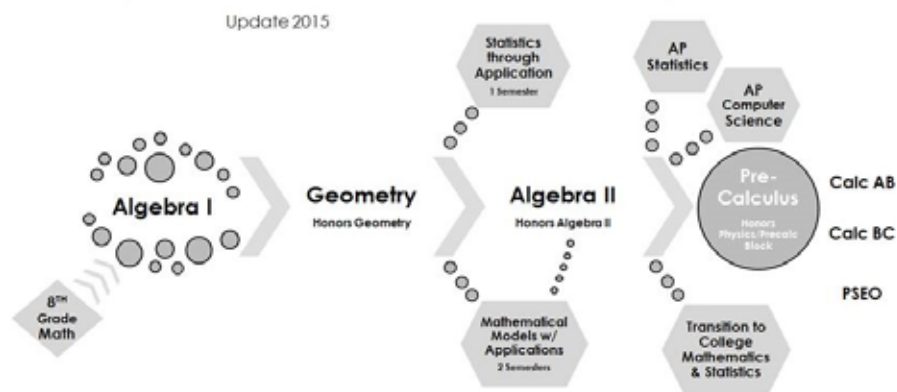 Update 2015
8TH
Grade
Math
Algebra I
Geometry
Honors Geometry
Statistics
through
Application
1 Semester
Algebra II
Honors Algebra II
Mathematical
Models w/
Applications
2 Semesters
AP
Statistics
AP
Computer
Science
Pre-
Calculus
Honors
Physics/Precalc
Block
Transition to
College
Mathematics
& Statistics
Calc AB
Calc BC
PSEO